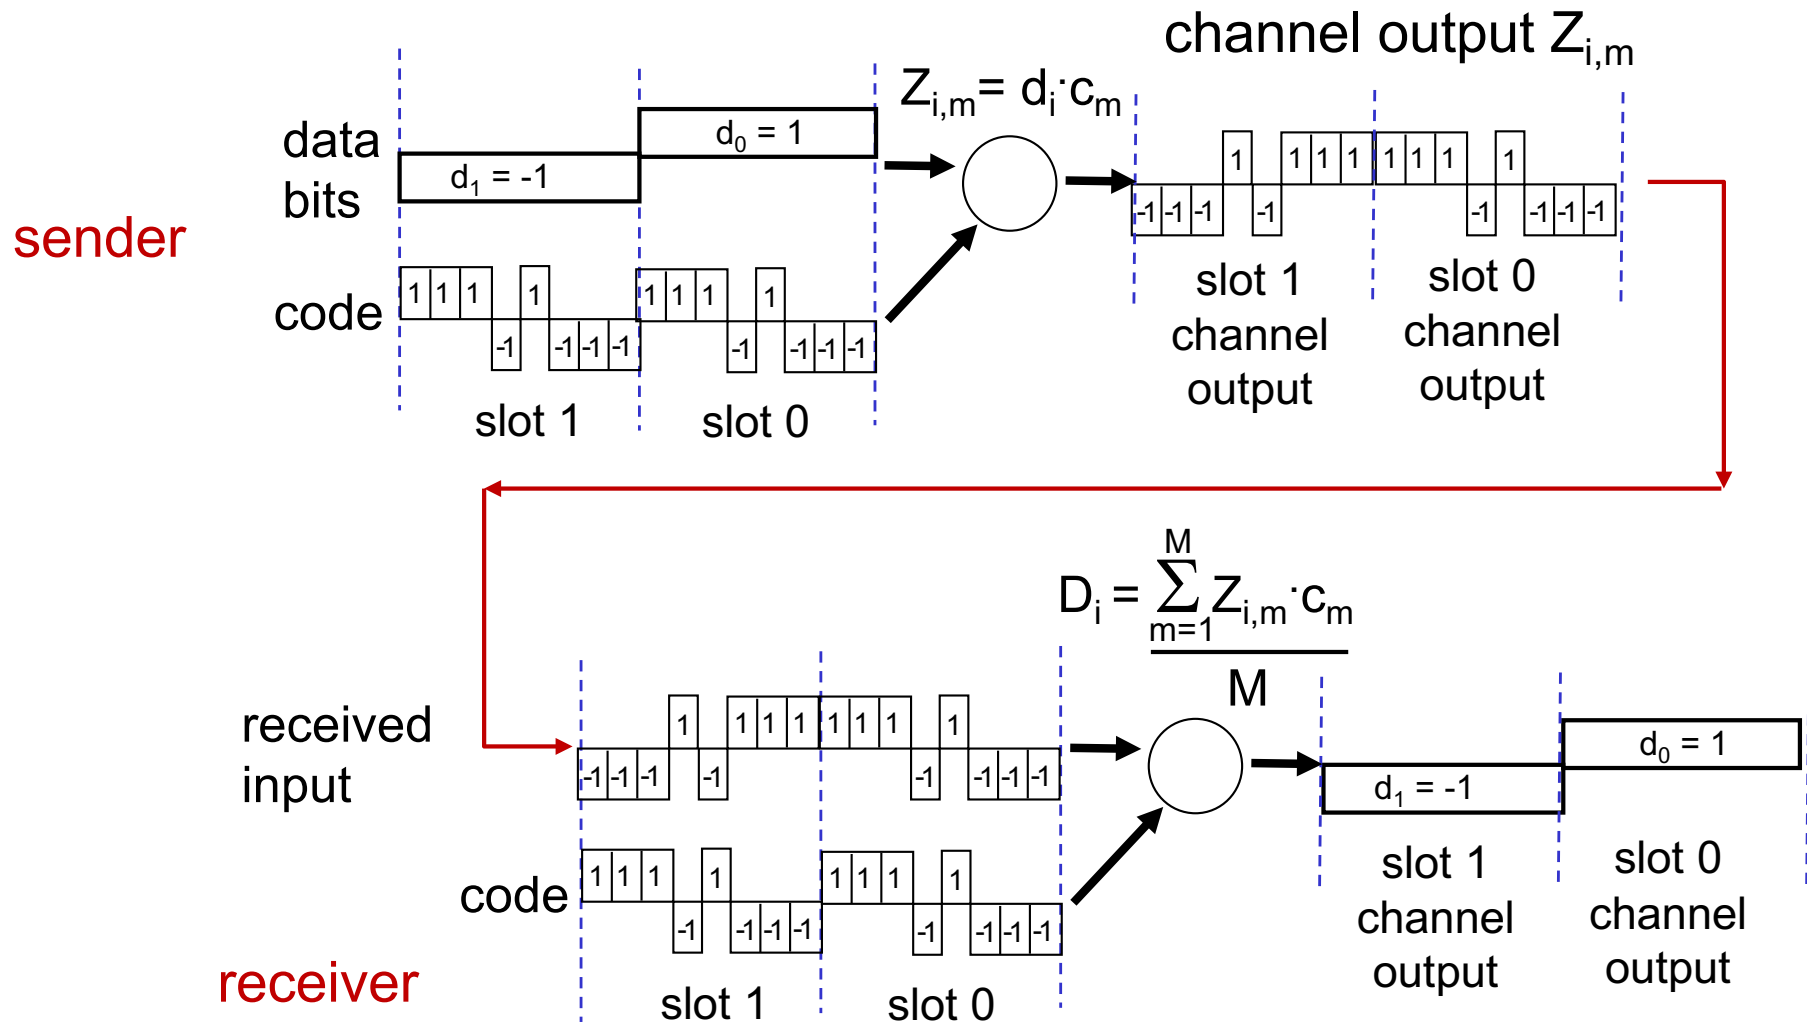 channel output Z_{i,m}
Z_{i,m} = d_i·c_m
data
bits
d_0 = 1
d_1 = -1
1 1 1 1 1 1 1 1
-1 -1 -1 -1 -1 -1 -1 -1
sender
code
1 1 1 1 1 1 1 1
-1 -1 -1 -1 -1 -1 -1 -1
slot 1
slot 0
slot 1
channel
output
slot 0
channel
output
D_i = \frac{\sum_{m=1}^{M} Z_{i,m}·c_m}{M}
received
input
1 1 1 1 1 1 1 1
-1 -1 -1 -1 -1 -1 -1 -1
code
1 1 1 1 1 1 1 1
-1 -1 -1 -1 -1 -1 -1 -1
d_0 = 1
d_1 = -1
slot 1
channel
output
slot 0
channel
output
receiver
slot 1
slot 0